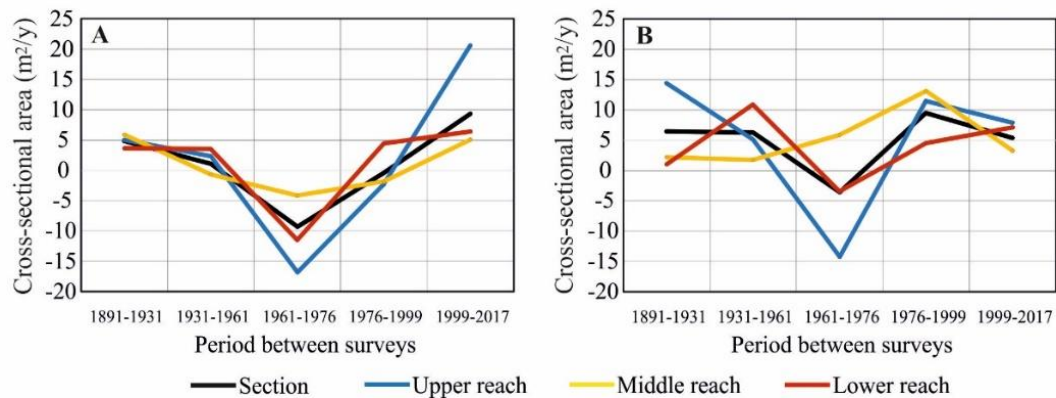 A
Cross-sectional area (m²/y)
25
20
15
10
5
0
-5
-10
-15
-20
1891-1931 1931-1961 1961-1976 1976-1999 1999-2017
Period between surveys
B
Cross-sectional area (m²/y)
25
20
15
10
5
0
-5
-10
-15
-20
1891-1931 1931-1961 1961-1976 1976-1999 1999-2017
Period between surveys
Section Upper reach Middle reach Lower reach